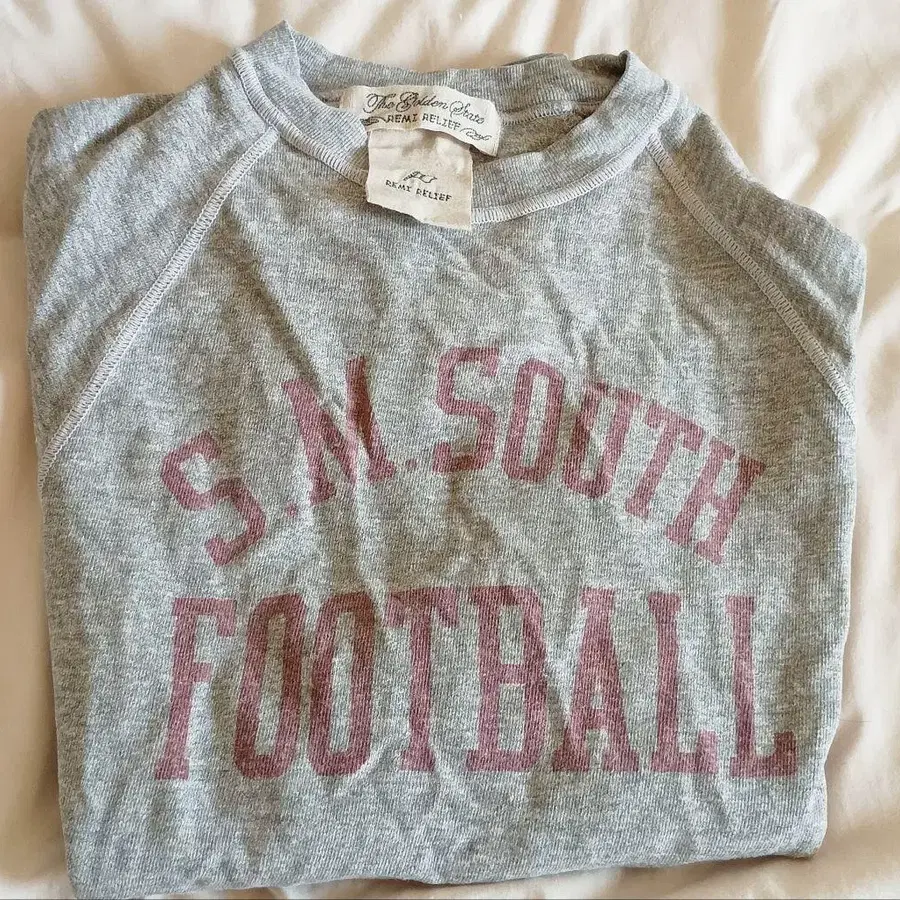 The Golden State
REMI RELIEF
REMI RELIEF
S.M. SOUTH
FOOTBALL